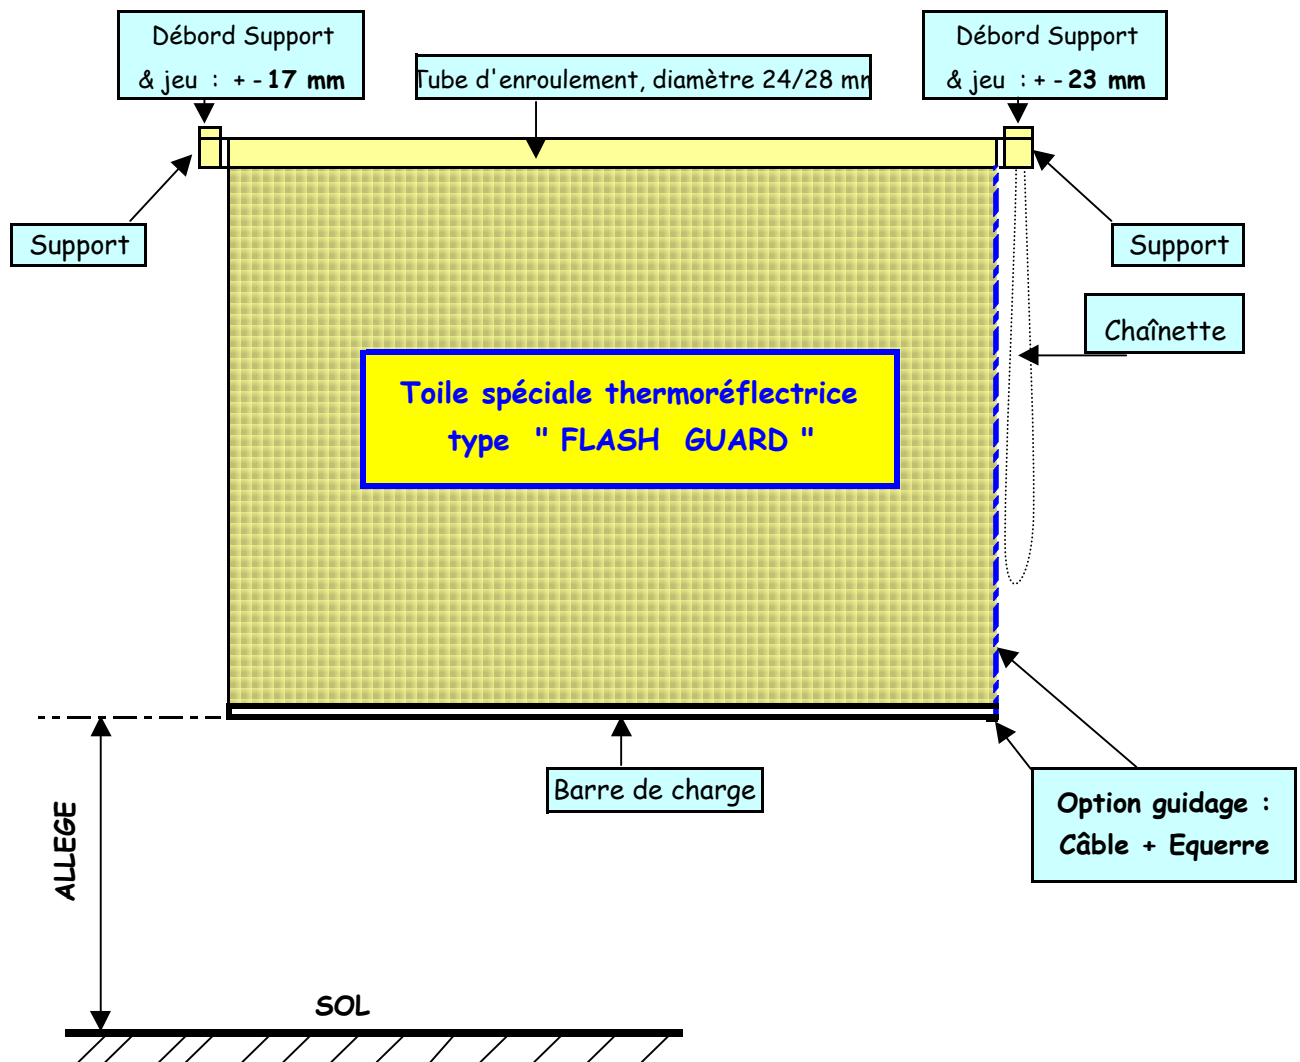 Débord Support
& jeu : + - 17 mm
Tube d'enroulement, diamètre 24/28 mm
Débord Support
& jeu : + - 23 mm
Support
Support
Chaînette
Toile spéciale thermoréflectrice
type " FLASH GUARD "
Barre de charge
Option guidage :
Câble + Equerre
ALLEGE
SOL